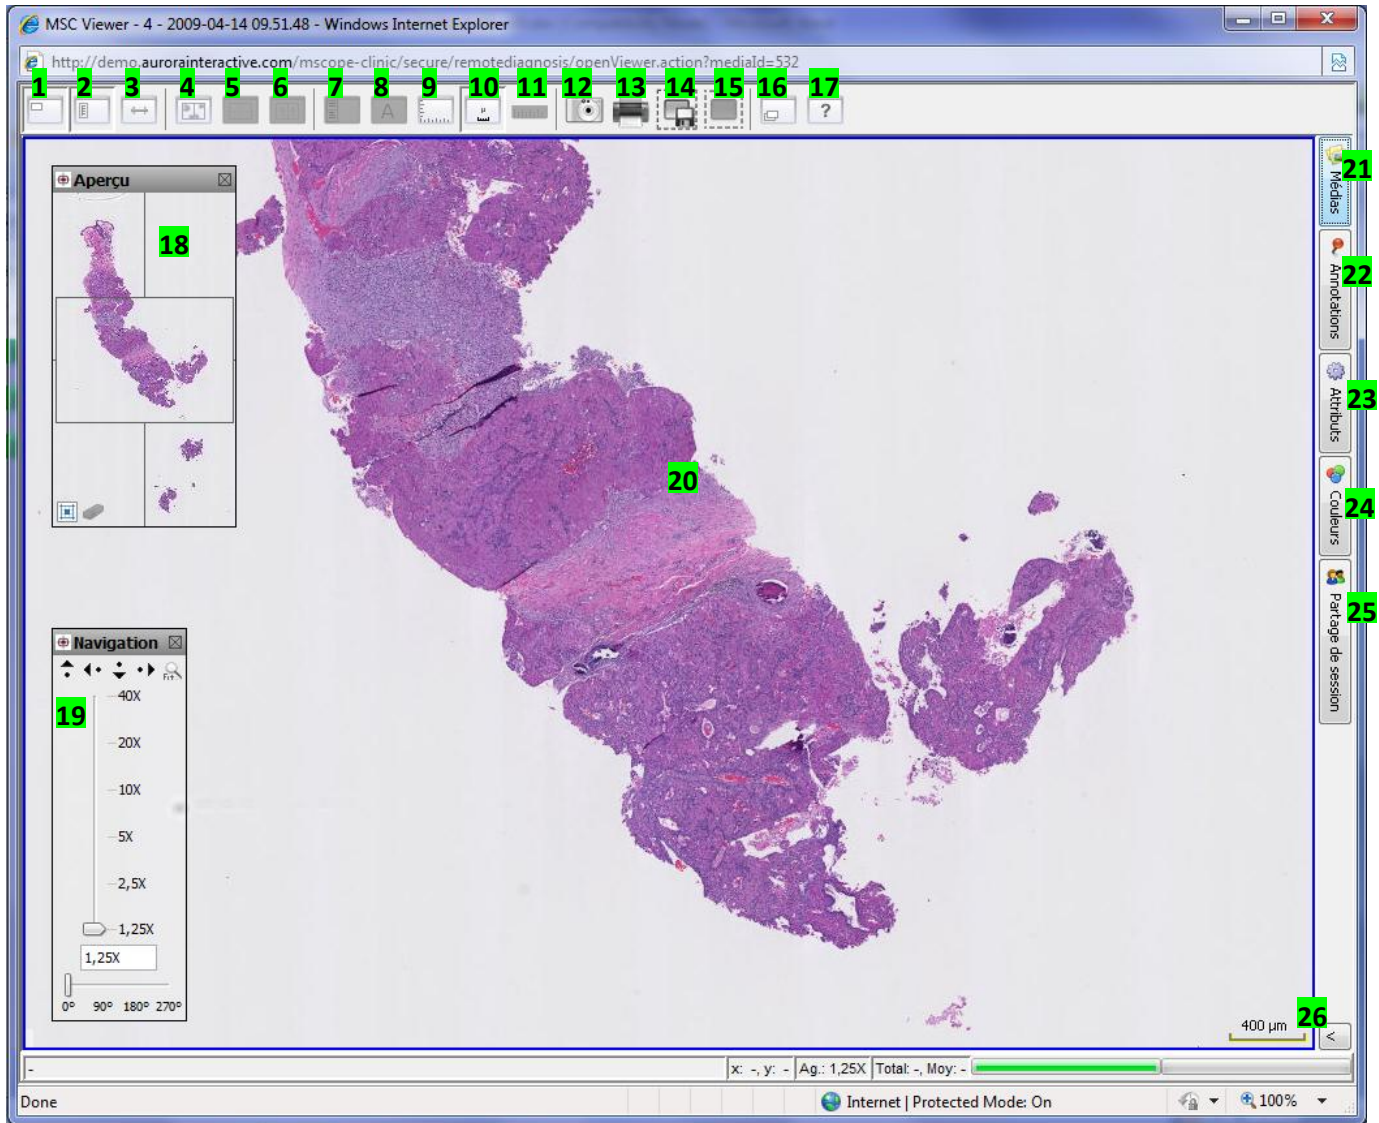 MSC Viewer - 4 - 2009-04-14 09.51.48 - Windows Internet Explorer
http://demo.aurorainteractive.com/mscope-clinic/secure/remotediagnosis/openViewer.action?mediaId=532
1 2 3 4 5 6 7 8 9 10 11 12 13 14 15 16 17
A µ ?
Aperçu
18
21
Médias
22
Annotations
23
Attributs
20
24
Couleurs
25
Partage de session
Navigation
Fit
19
40X
20X
10X
5X
2,5X
1,25X
1,25X
0° 90° 180° 270°
26
400 µm
<
- x: -, y: - Ag.: 1,25X Total: -, Moy: -
Done Internet | Protected Mode: On 100%